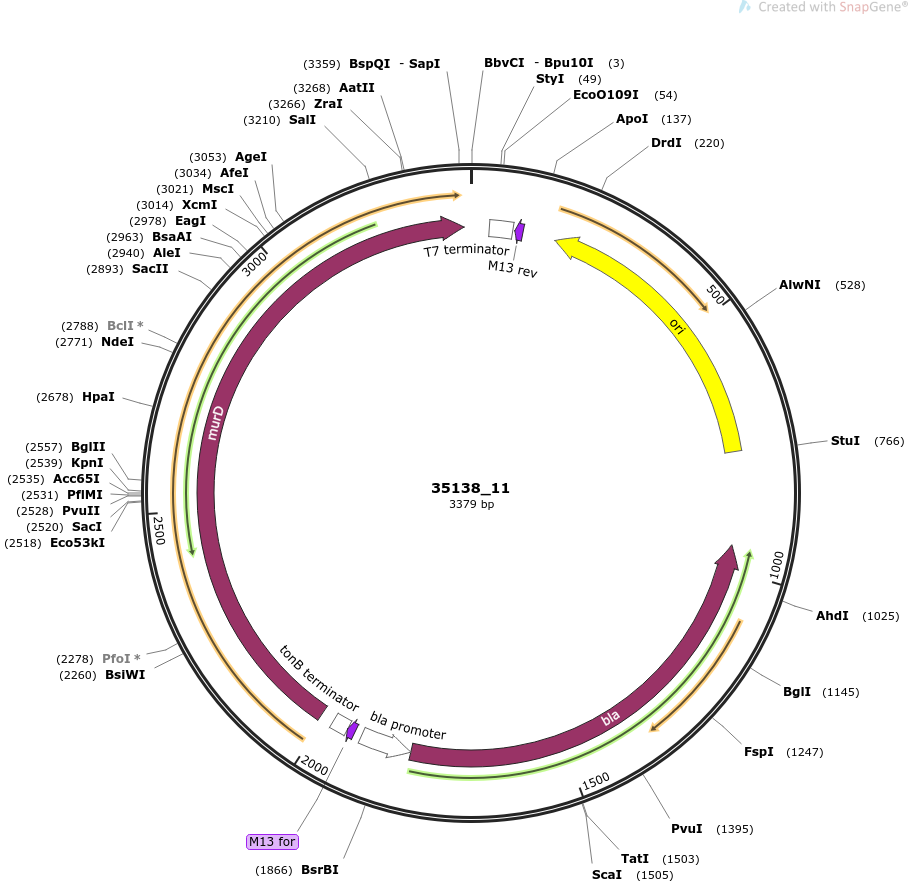 Created with SnapGene®
(3359) BspQI - SapI
(3268) AatII
(3266) ZraI
(3210) SalI
(3053) AgeI
(3034) AfeI
(3021) MscI
(3014) XcmI
(2978) EagI
(2963) BsaAI
(2940) AleI
(2893) SacII
(2788) BclI *
(2771) NdeI
(2678) HpaI
(2557) BglII
(2539) KpnI
(2535) Acc65I
(2531) PflMI
(2528) PvuII
(2520) SacI
(2518) Eco53kI
(2278) PfoI *
(2260) BsiWI
BbvCI - Bpu10I (3)
StyI (49)
EcoO109I (54)
ApoI (137)
DrdI (220)
AlwNI (528)
StuI (766)
AhdI (1025)
BglI (1145)
FspI (1247)
PvuI (1395)
TatI (1503)
ScaI (1505)
(1866) BsrBI
M13 for
T7 terminator
M13 rev
ori
murD
bla
bla promoter
tonB terminator
500
1000
1500
2000
2500
3000
35138_11
3379 bp